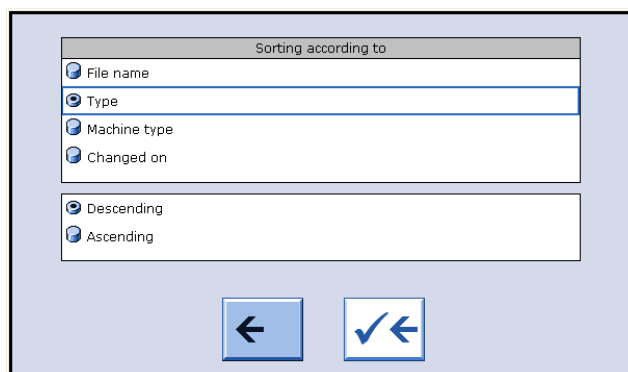 Sorting according to
File name
Type
Machine type
Changed on
Descending
Ascending